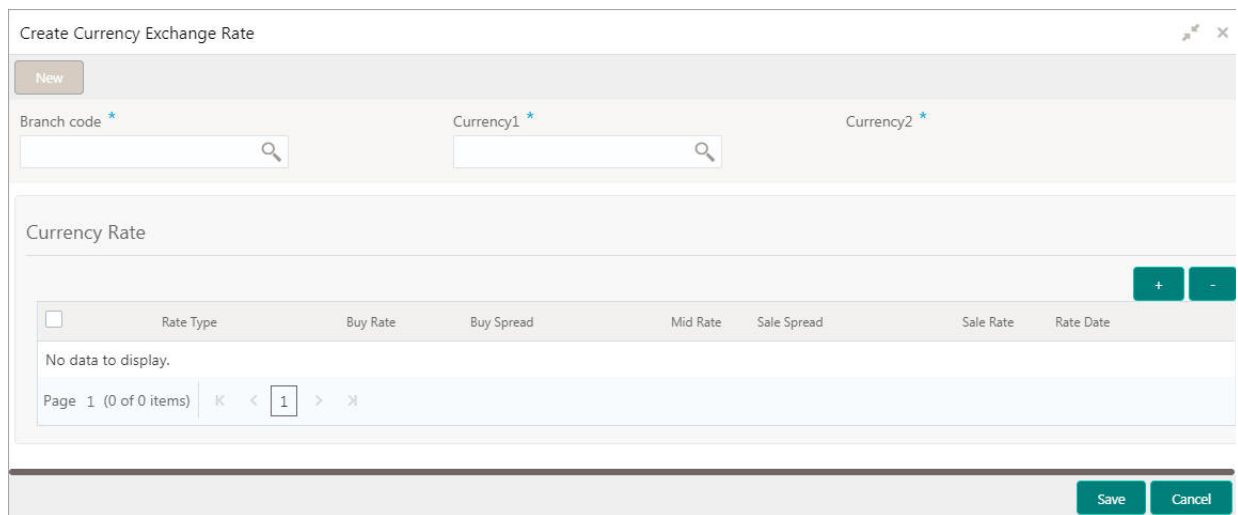 Create Currency Exchange Rate
New
Branch code * Currency1 * Currency2 *
Currency Rate
+ -
Rate Type Buy Rate Buy Spread Mid Rate Sale Spread Sale Rate Rate Date
No data to display.
Page 1 (0 of 0 items) K < 1 > >|
Save Cancel